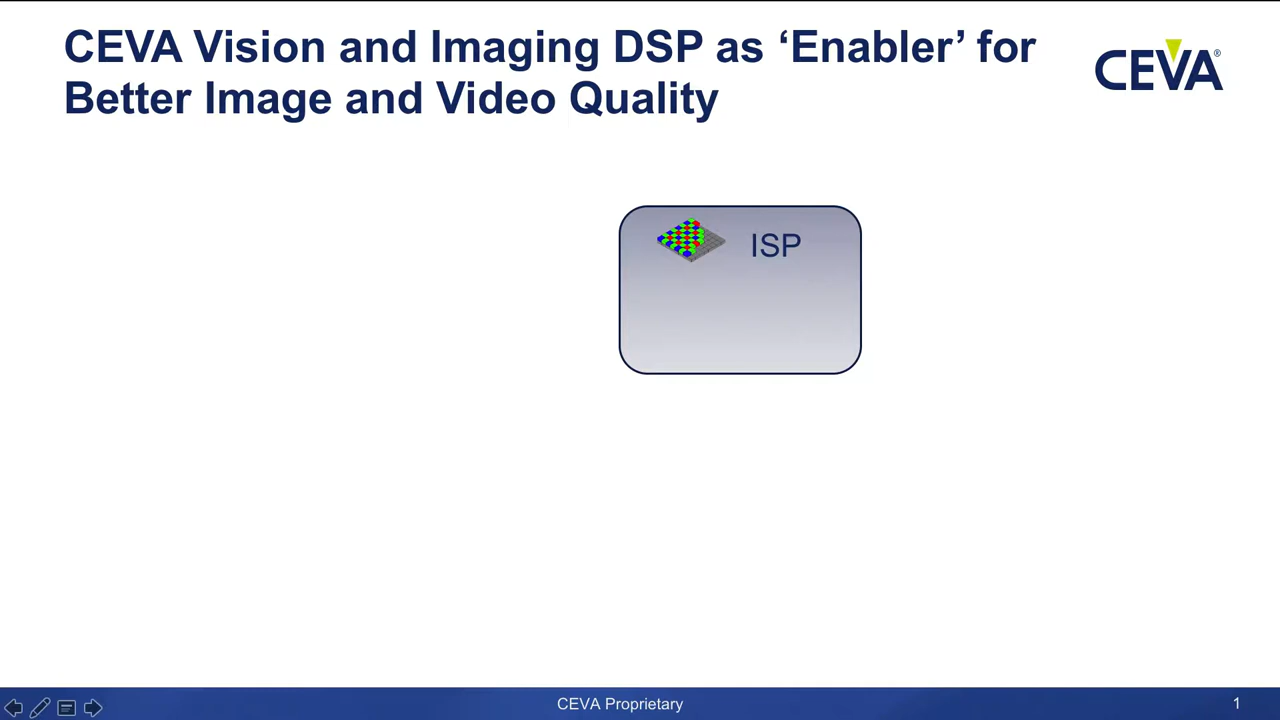 CEVA Vision and Imaging DSP as ‘Enabler’ for
Better Image and Video Quality
CEVA®
ISP
CEVA Proprietary
1